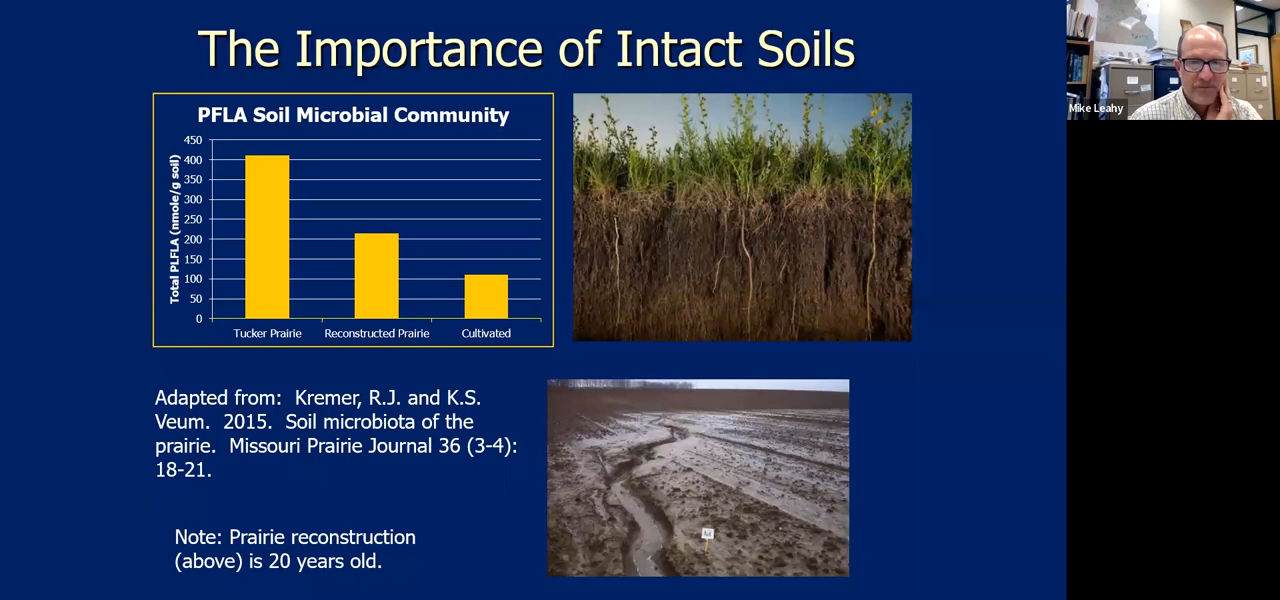 The Importance of Intact Soils
PFLA Soil Microbial Community
Total PLFLA (nmole/g soil)
450
400
350
300
250
200
150
100
50
0
Tucker Prairie
Reconstructed Prairie
Cultivated
Adapted from: Kremer, R.J. and K.S.
Veum. 2015. Soil microbiota of the
prairie. Missouri Prairie Journal 36 (3-4):
18-21.
Note: Prairie reconstruction
(above) is 20 years old.
Mike Leahy